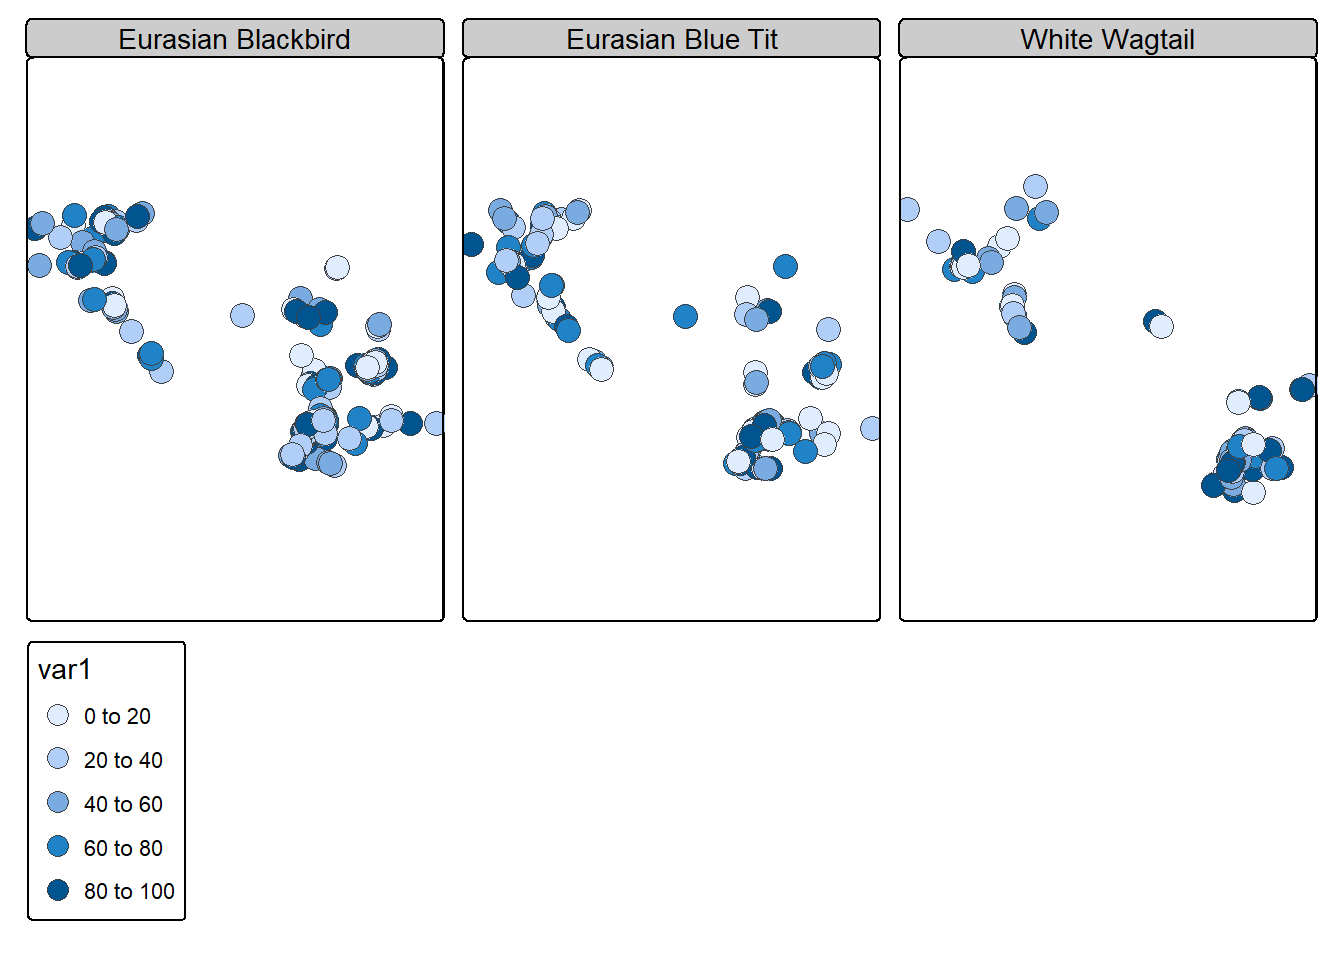 Eurasian Blackbird
Eurasian Blue Tit
White Wagtail
var1
0 to 20
20 to 40
40 to 60
60 to 80
80 to 100